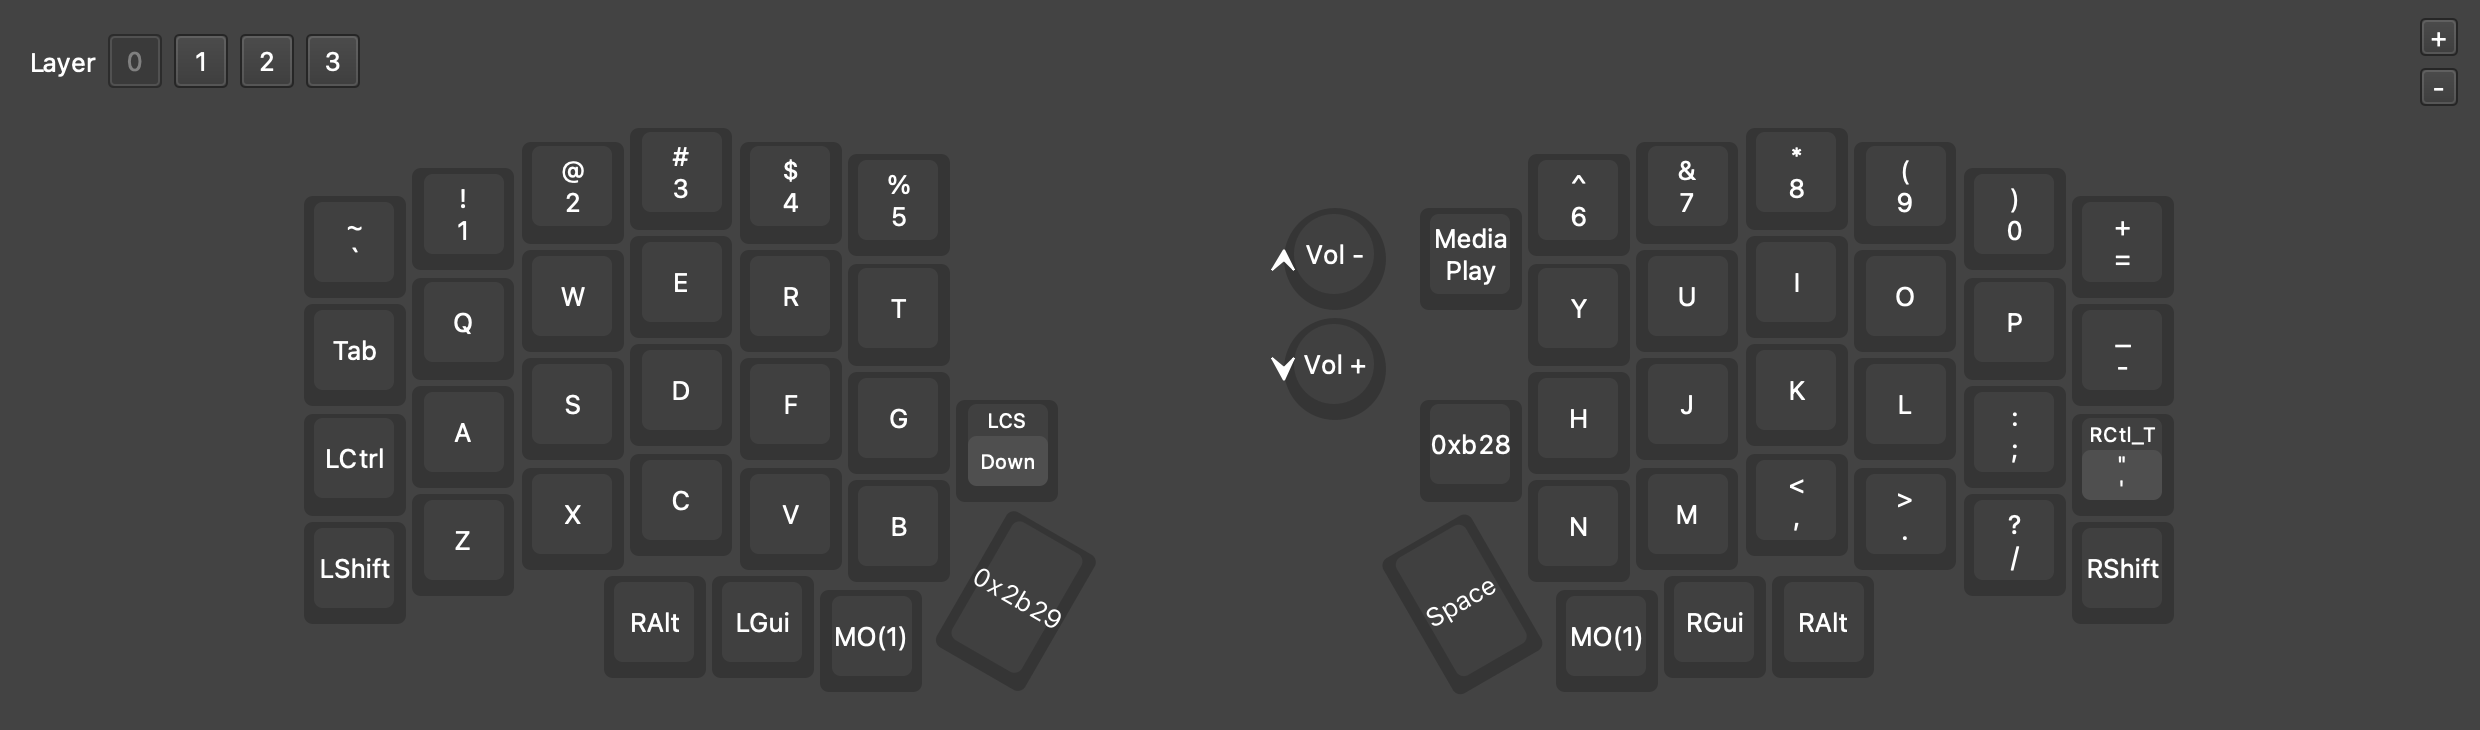 Layer 0 1 2 3
+
-
~ ! @ # $ %
` 1 2 3 4 5
Tab Q W E R T
LCtrl A S D F G
LCS
Down
LShift Z X C V B
RAlt LGui MO(1) 0x2b29
Vol -
Vol +
Media
Play
^ & * ( ) +
6 7 8 9 0 =
Y U I O P _
-
0xb28 H J K L :
;
RCtl_T
"
'
N M < > ? RShift
, . /
Space MO(1) RGui RAlt